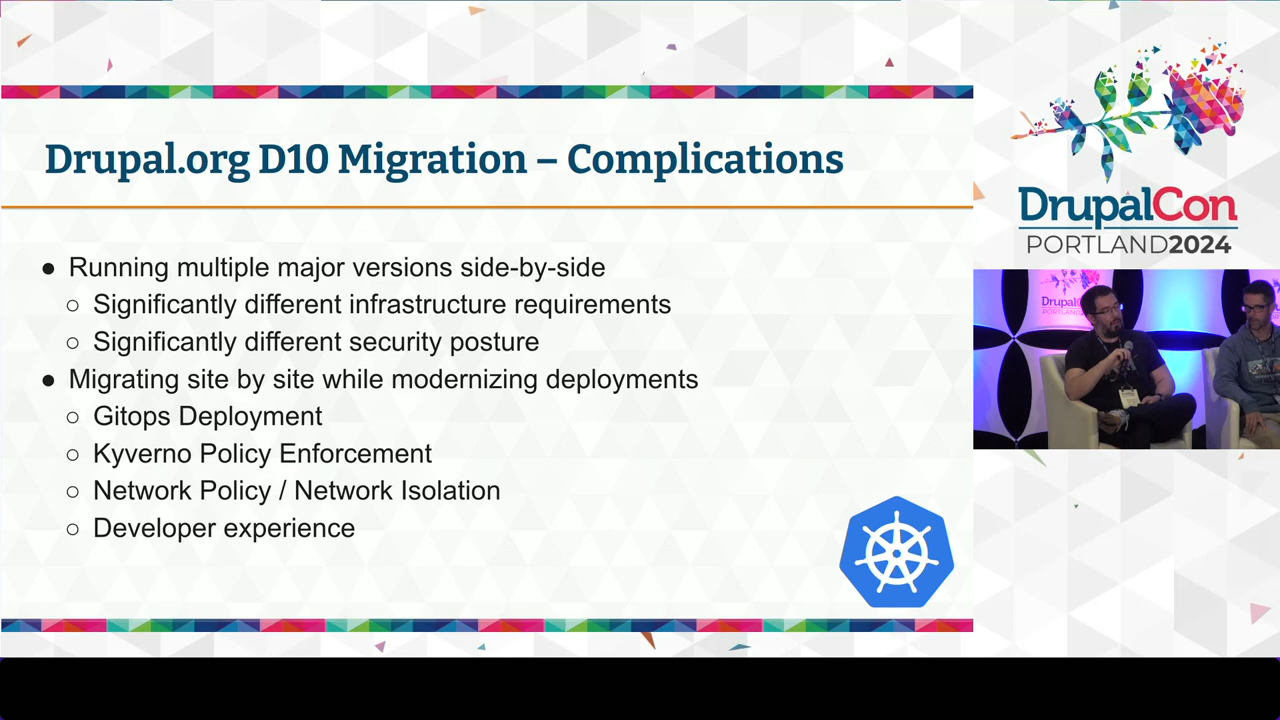 Drupal.org D10 Migration – Complications
● Running multiple major versions side-by-side
○ Significantly different infrastructure requirements
○ Significantly different security posture
● Migrating site by site while modernizing deployments
○ Gitops Deployment
○ Kyverno Policy Enforcement
○ Network Policy / Network Isolation
○ Developer experience
DrupalCon
PORTLAND2024